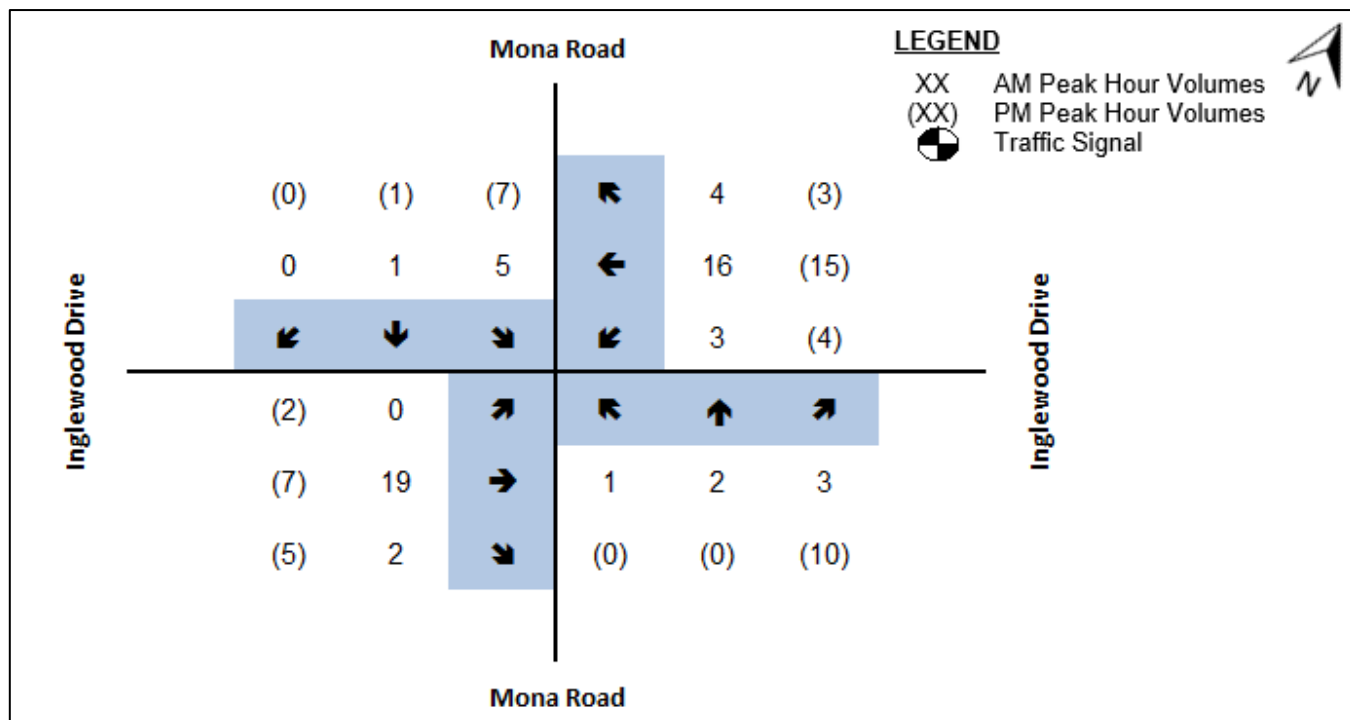 Mona Road
LEGEND
XX AM Peak Hour Volumes
(XX) PM Peak Hour Volumes
Traffic Signal
N
(0) (1) (7) 4 (3)
0 1 5 16 (15)
3 (4)
Inglewood Drive
Inglewood Drive
(2) 0
(7) 19 1 2 3
(5) 2 (0) (0) (10)
Mona Road